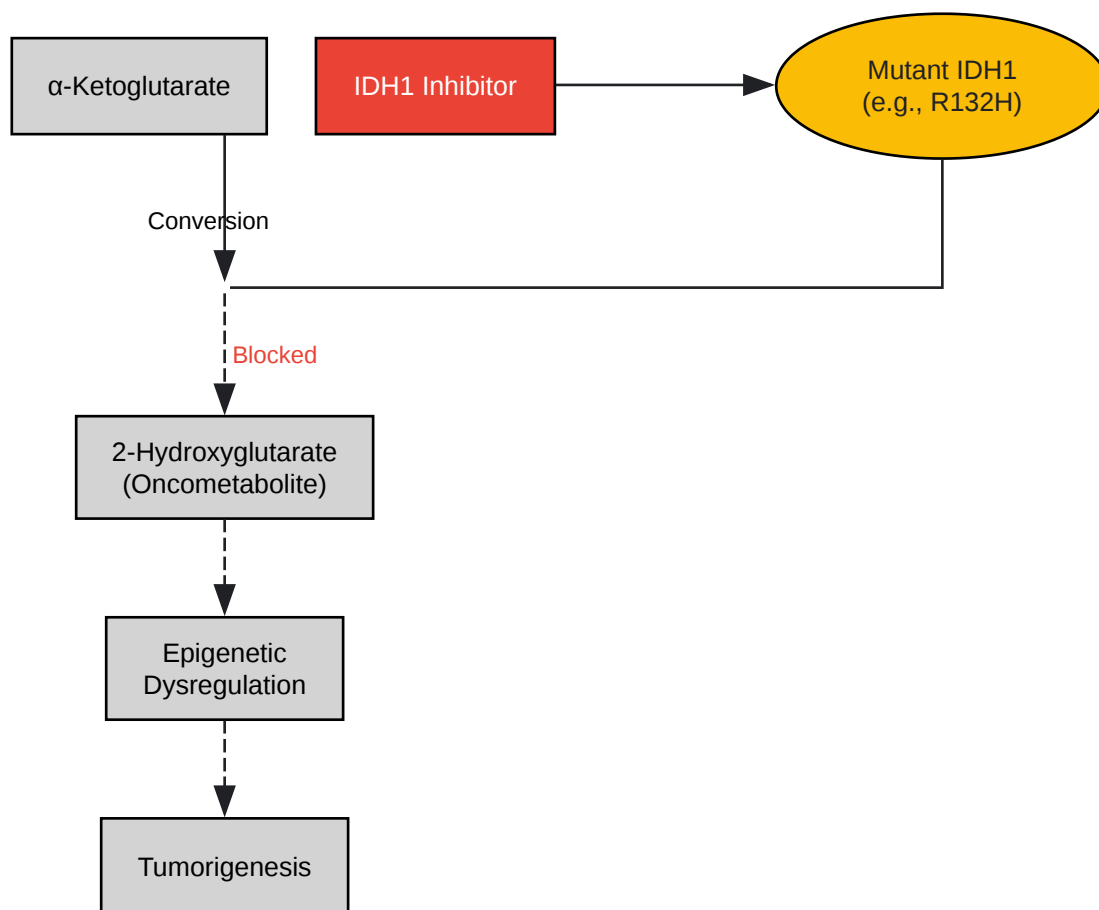 α-Ketoglutarate
IDH1 Inhibitor
Mutant IDH1
(e.g., R132H)
Conversion
Blocked
2-Hydroxyglutarate
(Oncometabolite)
Epigenetic
Dysregulation
Tumorigenesis